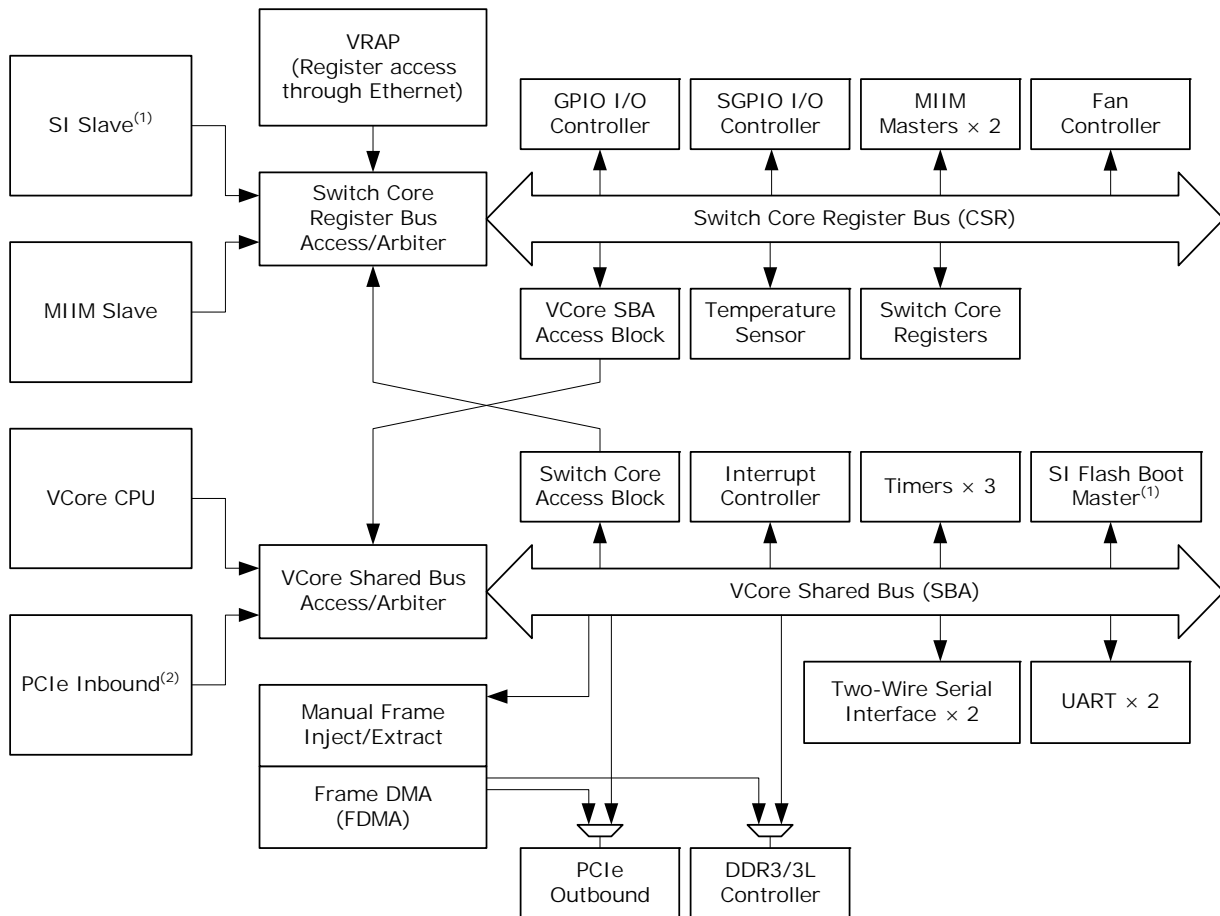 VRAP
(Register access
through Ethernet)
SI Slave(1)
GPIO I/O
Controller
SGPIO I/O
Controller
MIIM
Masters × 2
Fan
Controller
Switch Core
Register Bus
Access/Arbiter
Switch Core Register Bus (CSR)
MIIM Slave
VCore SBA
Access Block
Temperature
Sensor
Switch Core
Registers
VCore CPU
Switch Core
Access Block
Interrupt
Controller
Timers × 3
SI Flash Boot
Master(1)
VCore Shared Bus
Access/Arbiter
VCore Shared Bus (SBA)
PCIe Inbound(2)
Manual Frame
Inject/Extract
Two-Wire Serial
Interface × 2
UART × 2
Frame DMA
(FDMA)
PCIe
Outbound
DDR3/3L
Controller